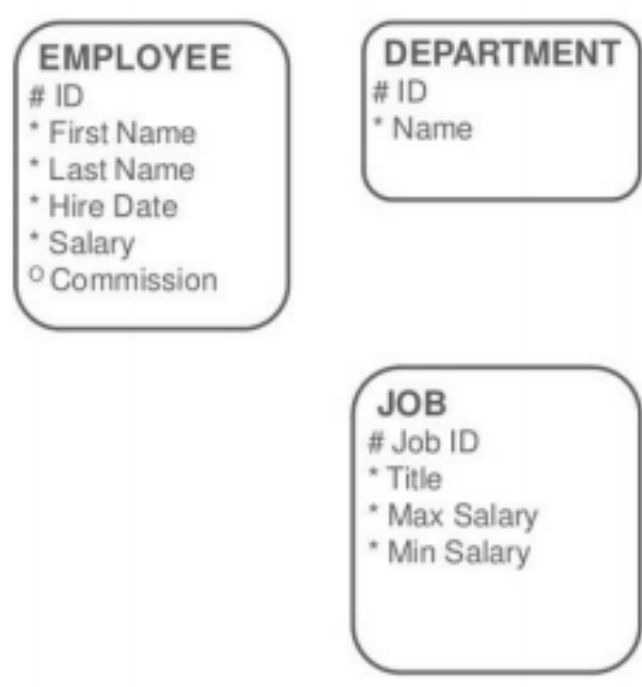 EMPLOYEE
# ID
* First Name
* Last Name
* Hire Date
* Salary
o Commission
DEPARTMENT
# ID
* Name
JOB
# Job ID
* Title
* Max Salary
* Min Salary